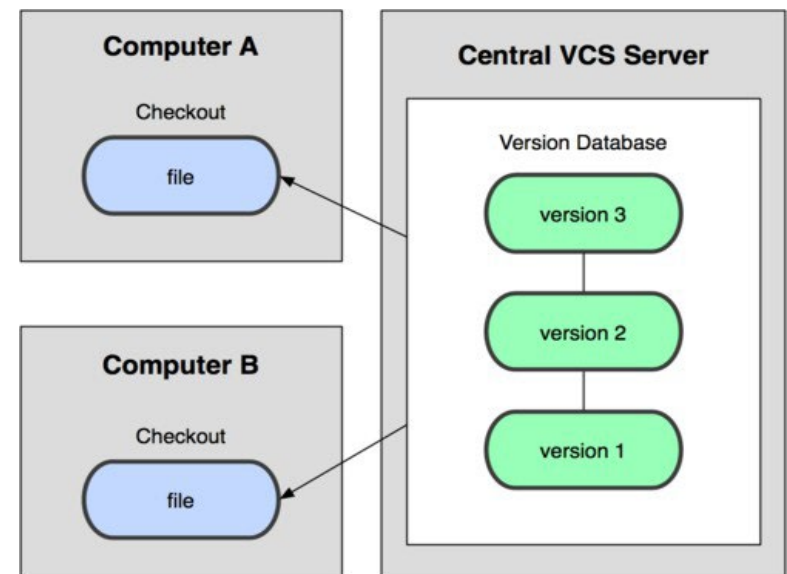 Computer A
Checkout
file
Computer B
Checkout
file
Central VCS Server
Version Database
version 3
version 2
version 1